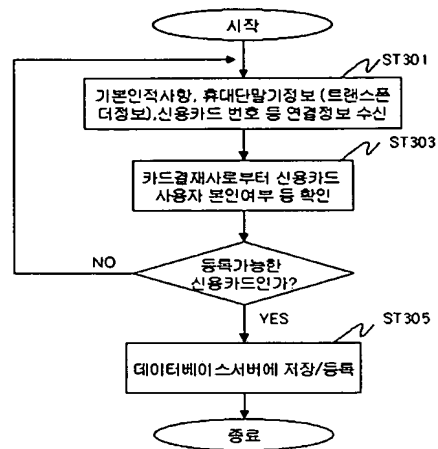 시작
ST301
기본인적사항, 휴대단말기정보 (트랜스폰
더정보),신용카드 번호 등 연결정보 수신
ST303
카드결재사로부터 신용카드
사용자 본인여부 등 확인
등록가능한
신용카드인가?
NO
YES
ST305
데이터베이스서버에 저장/등록
종료